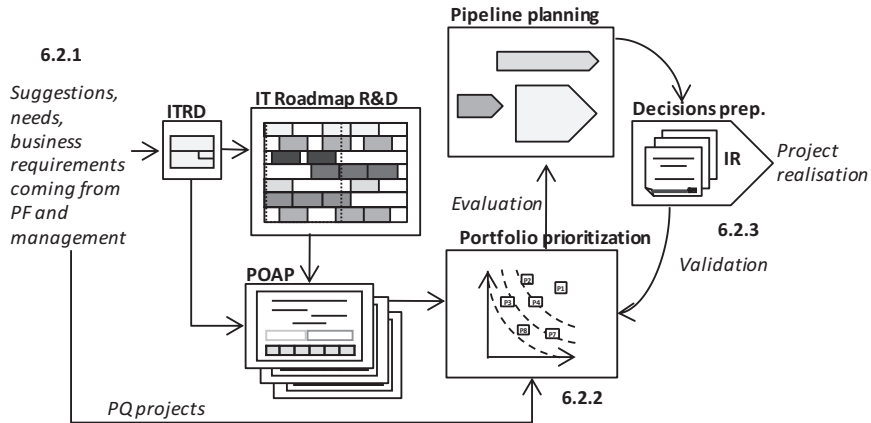 Pipeline planning
6.2.1
Suggestions,
needs,
business
requirements
coming from
PF and
management
ITRD
IT Roadmap R&D
Decisions prep.
IR
Project
realisation
Evaluation
6.2.3
Validation
Portfolio prioritization
POAP
P2
P1
P3
P4
P8
P7
6.2.2
PQ projects